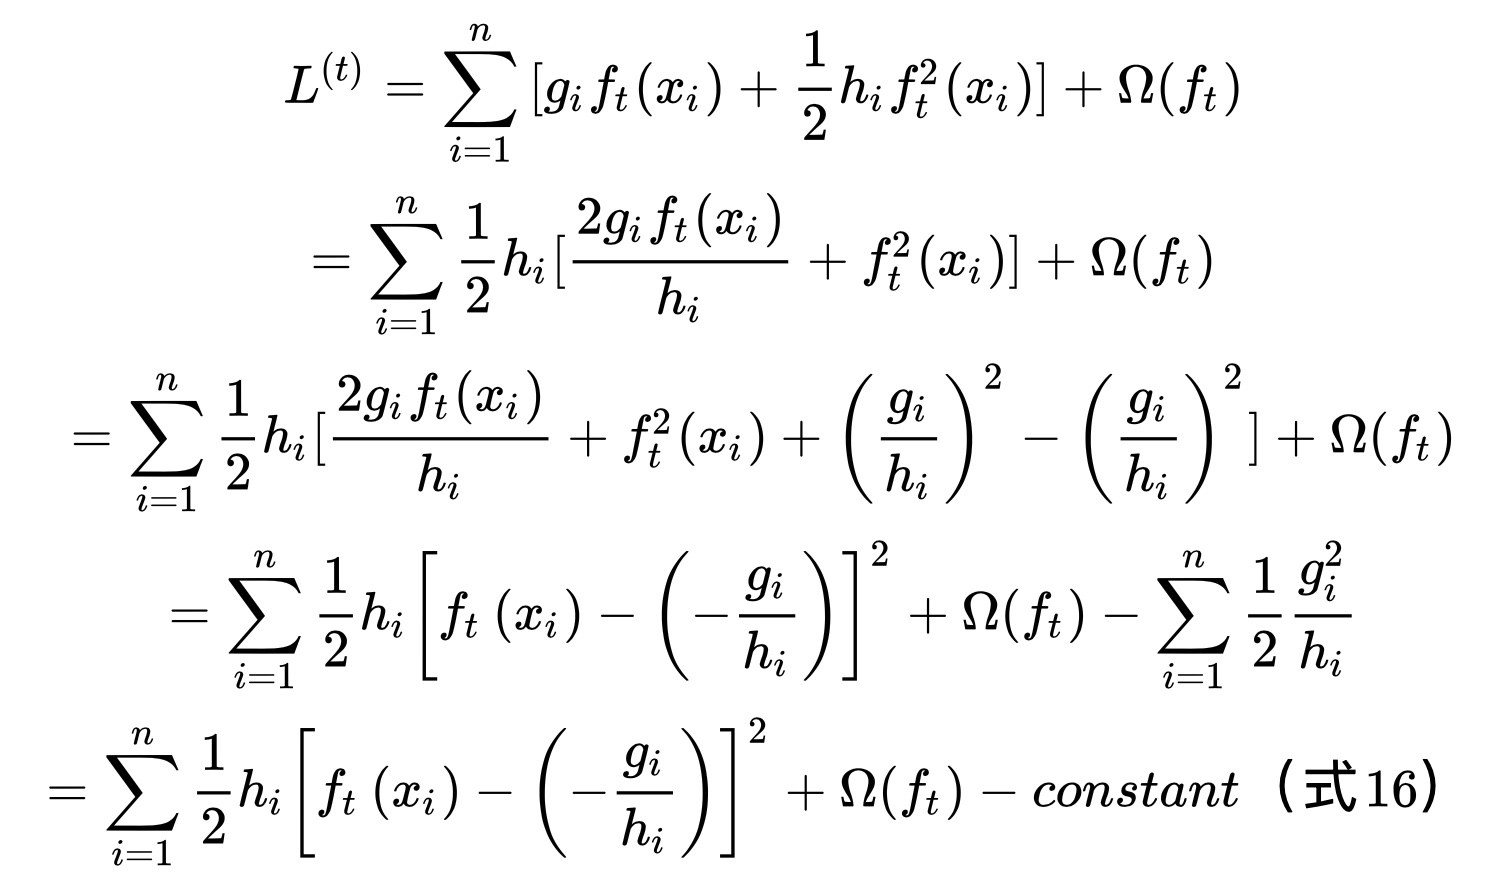 L^{(t)} = \sum_{i=1}^{n} [g_i f_t(x_i) + \frac{1}{2} h_i f_t^2(x_i)] + \Omega(f_t)
= \sum_{i=1}^{n} \frac{1}{2} h_i [\frac{2g_i f_t(x_i)}{h_i} + f_t^2(x_i)] + \Omega(f_t)
= \sum_{i=1}^{n} \frac{1}{2} h_i [\frac{2g_i f_t(x_i)}{h_i} + f_t^2(x_i) + \left(\frac{g_i}{h_i}\right)^2 - \left(\frac{g_i}{h_i}\right)^2] + \Omega(f_t)
= \sum_{i=1}^{n} \frac{1}{2} h_i \left[f_t(x_i) - \left(-\frac{g_i}{h_i}\right)\right]^2 + \Omega(f_t) - \sum_{i=1}^{n} \frac{1}{2} \frac{g_i^2}{h_i}
= \sum_{i=1}^{n} \frac{1}{2} h_i \left[f_t(x_i) - \left(-\frac{g_i}{h_i}\right)\right]^2 + \Omega(f_t) - constant（式16）